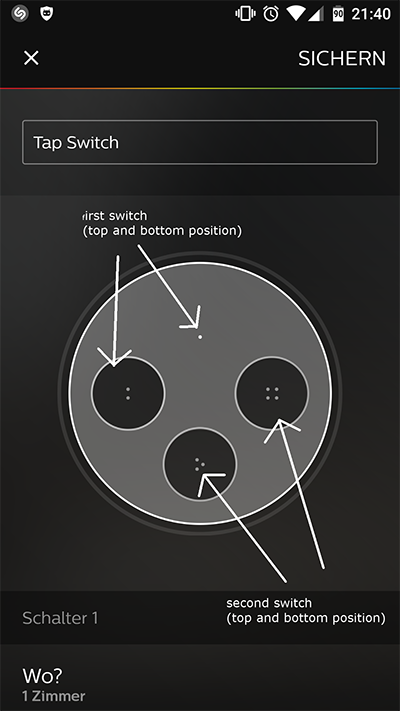 90 21:40
SICHERN
Tap Switch
first switch
(top and bottom position)
second switch
(top and bottom position)
Schalter 1
Wo?
1 Zimmer